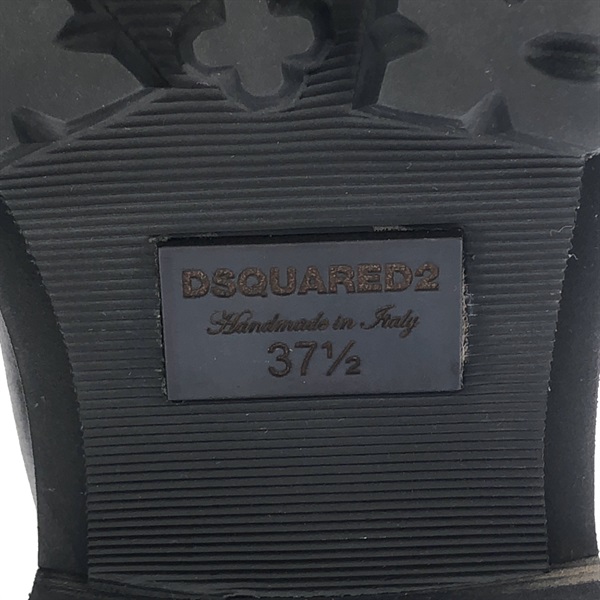 DSQUARED2
Handmade in Italy
37½